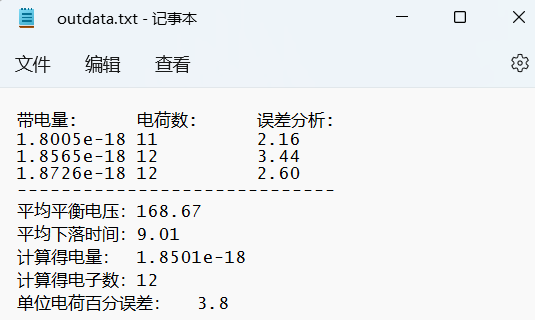 outdata.txt - 记事本
文件 编辑 查看
带电量: 电荷数: 误差分析:
1.8005e-18 11 2.16
1.8565e-18 12 3.44
1.8726e-18 12 2.60
-----------------------------
平均平衡电压: 168.67
平均下落时间: 9.01
计算得电量: 1.8501e-18
计算得电子数: 12
单位电荷百分误差: 3.8